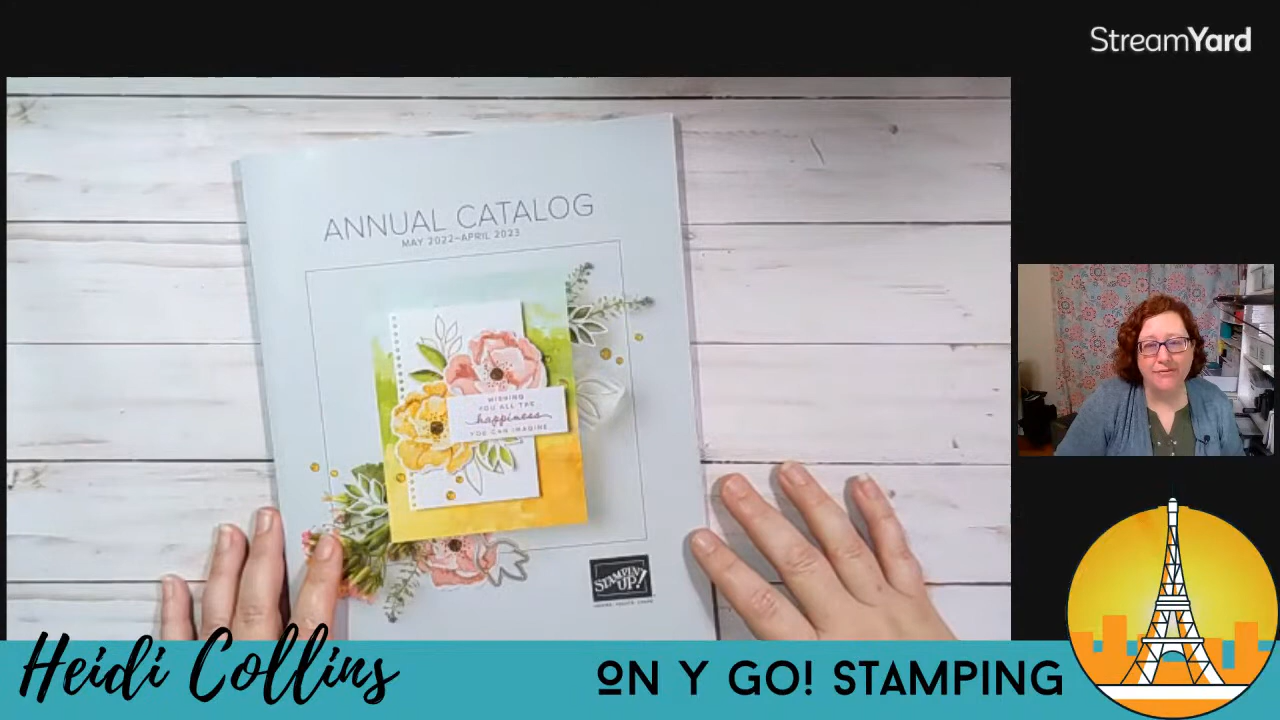 StreamYard
ANNUAL CATALOG
MAY 2022–APRIL 2023
WISHING
YOU ALL THE
happiness
YOU CAN IMAGINE
STAMPIN'
UP!
Heidi Collins
ON Y GO! STAMPING